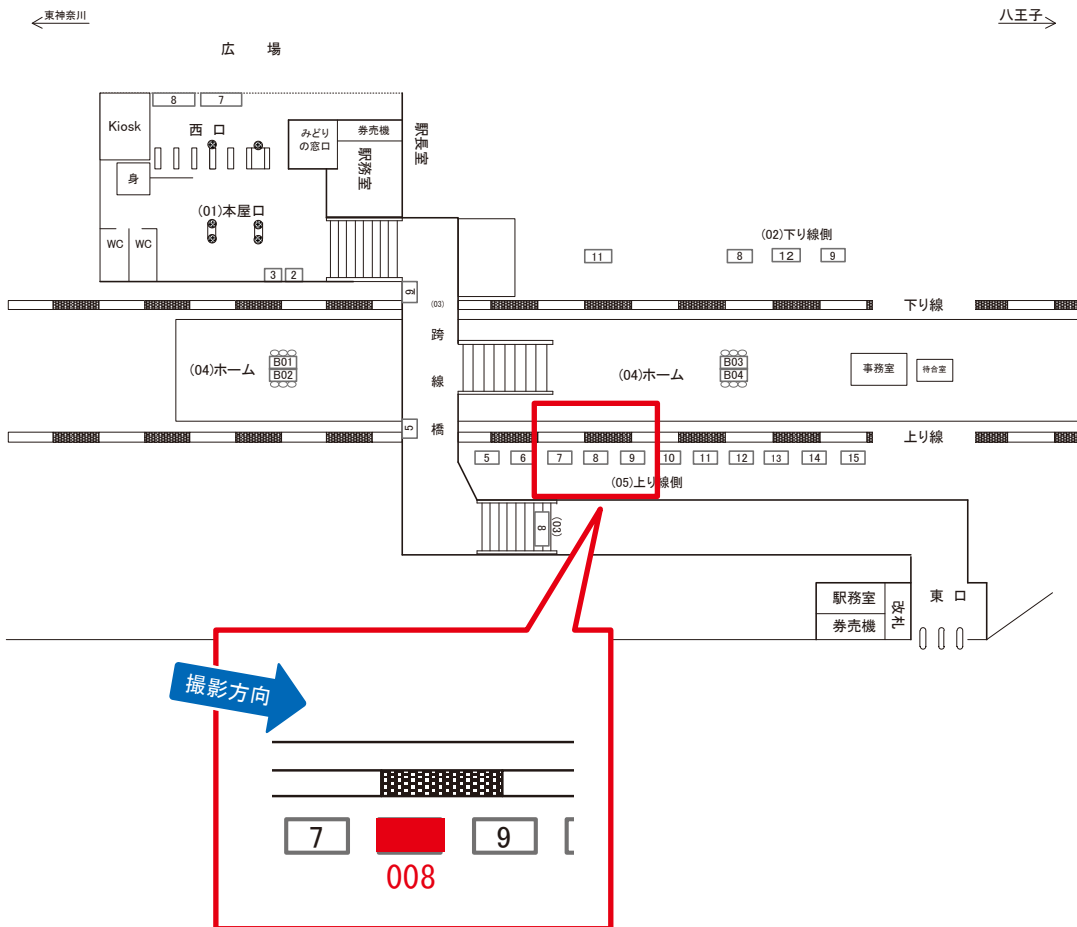 東神奈川
八王子
広 場
8
7
Kiosk
西 口
みどり
の窓口
券売機
駅務室
駅長室
身
(01)本屋口
WC
WC
3
2
(02)下り線側
11
8
12
9
9
(03)
跨線橋
下り線
(04)ホーム
B01
B02
(04)ホーム
B03
B04
事務室
待合室
5
上り線
5
6
7
8
9
10
11
12
13
14
15
(05)上り線側
8
(03)
駅務室
券売機
改札
東 口
撮影方向
7
9
008